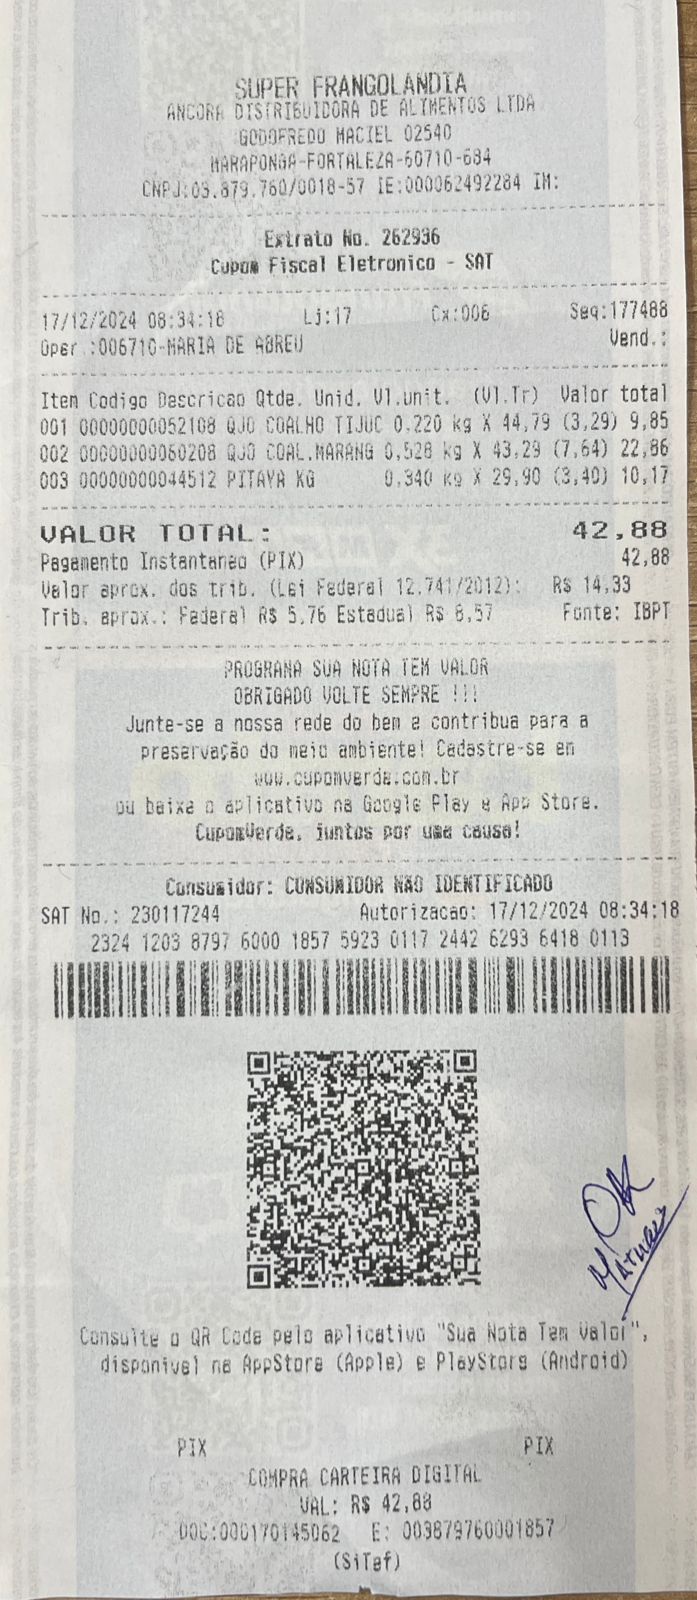 SUPER FRANGOLANDIA
ANCORA DISTRIBUIDORA DE ALIMENTOS LTDA
GODOFREDO MACIEL 02540
MARAPONGA-FORTALEZA-60710-684
CNPJ:03.879.760/0018-57 IE:000062492284 IM:
Extrato No. 262936
Cupom Fiscal Eletronico - SAT
17/12/2024 08:34:18 Lj:17 Cx:006 Seq:177488
Oper.:006710-MARIA DE ABREU Vend.:
Item Codigo Descricao Qtde. Unid. Vl.unit. (Vl.Tr) Valor total
001 00000000052108 QJO COALHO TIJUC 0,220 kg X 44,79 (3,29) 9,85
002 00000000060208 QJO COAL.MARANG 0,528 kg X 43,29 (7,64) 22,86
003 00000000044512 PITAYA KG 0,340 kg X 29,90 (3,40) 10,17
VALOR TOTAL: 42,88
Pagamento Instantaneo (PIX) 42,88
Valor aprox. dos trib. (Lei Federal 12.741/2012): R$ 14,33
Trib. aprox.: Federal R$ 5,76 Estadual R$ 8,57 Fonte: IBPT
PROGRAMA SUA NOTA TEM VALOR
OBRIGADO VOLTE SEMPRE !!!
Junte-se a nossa rede do bem e contribua para a
preservação do meio ambiente! Cadastre-se em
www.cupomverde.com.br
ou baixe o aplicativo na Google Play e App Store.
CupomVerde, juntos por uma causa!
Consumidor: CONSUMIDOR NÃO IDENTIFICADO
SAT No.: 230117244 Autorizacao: 17/12/2024 08:34:18
2324 1203 8797 6000 1857 5923 0117 2442 6293 6418 0113
OK
Consulte o QR Code pelo aplicativo "Sua Nota Tem Valor",
disponivel na AppStore (Apple) e PlayStore (Android)
PIX PIX
COMPRA CARTEIRA DIGITAL
VAL: R$ 42,88
DOC:000170145062 E: 003879760001857
(SiTef)